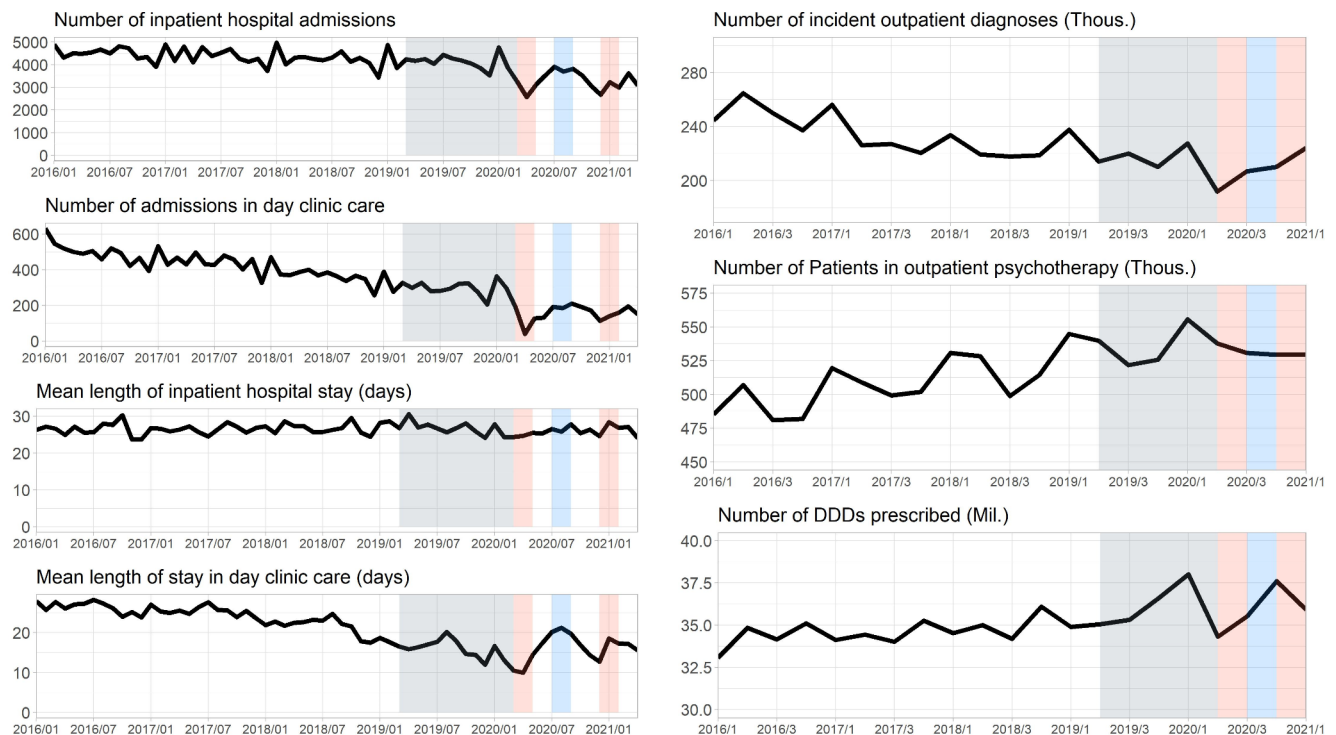 Number of inpatient hospital admissions
5000
4000
3000
2000
1000
0
2016/01 2016/07 2017/01 2017/07 2018/01 2018/07 2019/01 2019/07 2020/01 2020/07 2021/01
Number of admissions in day clinic care
600
400
200
0
2016/01 2016/07 2017/01 2017/07 2018/01 2018/07 2019/01 2019/07 2020/01 2020/07 2021/01
Mean length of inpatient hospital stay (days)
30
20
10
0
2016/01 2016/07 2017/01 2017/07 2018/01 2018/07 2019/01 2019/07 2020/01 2020/07 2021/01
Mean length of stay in day clinic care (days)
20
10
0
2016/01 2016/07 2017/01 2017/07 2018/01 2018/07 2019/01 2019/07 2020/01 2020/07 2021/01
Number of incident outpatient diagnoses (Thous.)
280
240
200
2016/1 2016/3 2017/1 2017/3 2018/1 2018/3 2019/1 2019/3 2020/1 2020/3 2021/1
Number of Patients in outpatient psychotherapy (Thous.)
575
550
525
500
475
450
2016/1 2016/3 2017/1 2017/3 2018/1 2018/3 2019/1 2019/3 2020/1 2020/3 2021/1
Number of DDDs prescribed (Mil.)
40.0
37.5
35.0
32.5
30.0
2016/1 2016/3 2017/1 2017/3 2018/1 2018/3 2019/1 2019/3 2020/1 2020/3 2021/1